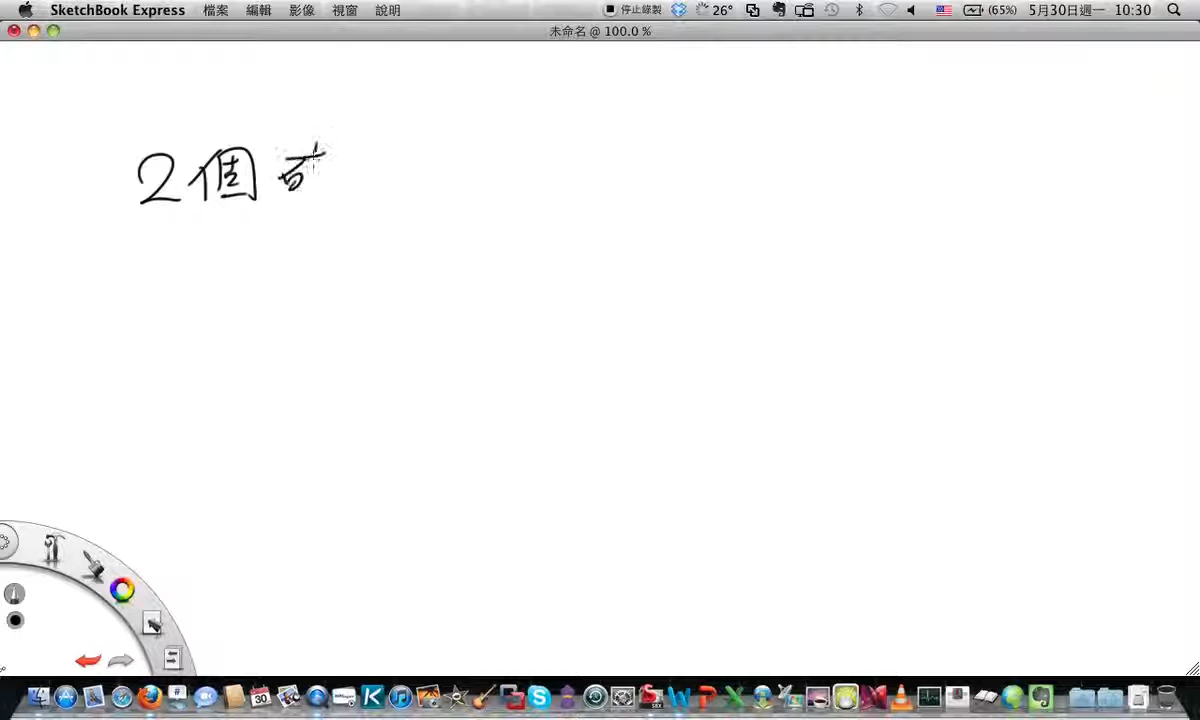 SketchBook Express 檔案 編輯 影像 視窗 說明 停止錄製 26° (65%) 5月30日週一 10:30
未命名 @ 100.0 %
2個